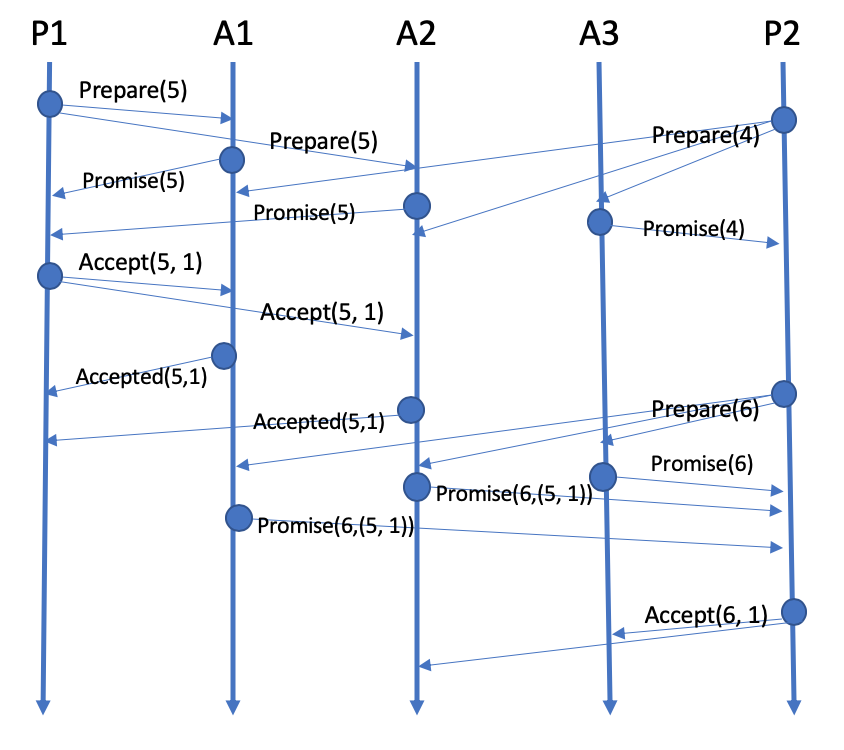 P1 A1 A2 A3 P2
Prepare(5)
Prepare(5)
Prepare(4)
Promise(5)
Promise(5)
Promise(4)
Accept(5, 1)
Accept(5, 1)
Accepted(5,1)
Prepare(6)
Accepted(5,1)
Promise(6)
Promise(6,(5, 1))
Promise(6,(5, 1))
Accept(6, 1)